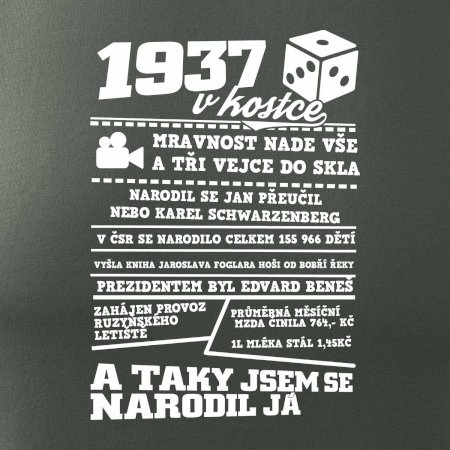 1937
v kostce
MRAVNOST NADE VŠE
A TŘI VEJCE DO SKLA
NARODIL SE JAN PŘEUČIL
NEBO KAREL SCHWARZENBERG
V ČSR SE NARODILO CELKEM 155 966 DĚTÍ
VYŠLA KNIHA JAROSLAVA FOGLARA HOŠI OD BOBŘÍ ŘEKY
PREZIDENTEM BYL EDVARD BENEŠ
ZAHÁJEN PROVOZ
RUZYŇSKÉHO
LETIŠTĚ
PRŮMĚRNÁ MĚSÍČNÍ
MZDA ČINILA 764,- KČ
1L MLÉKA STÁL 1,45KČ
A TAKY JSEM SE
NARODIL JÁ